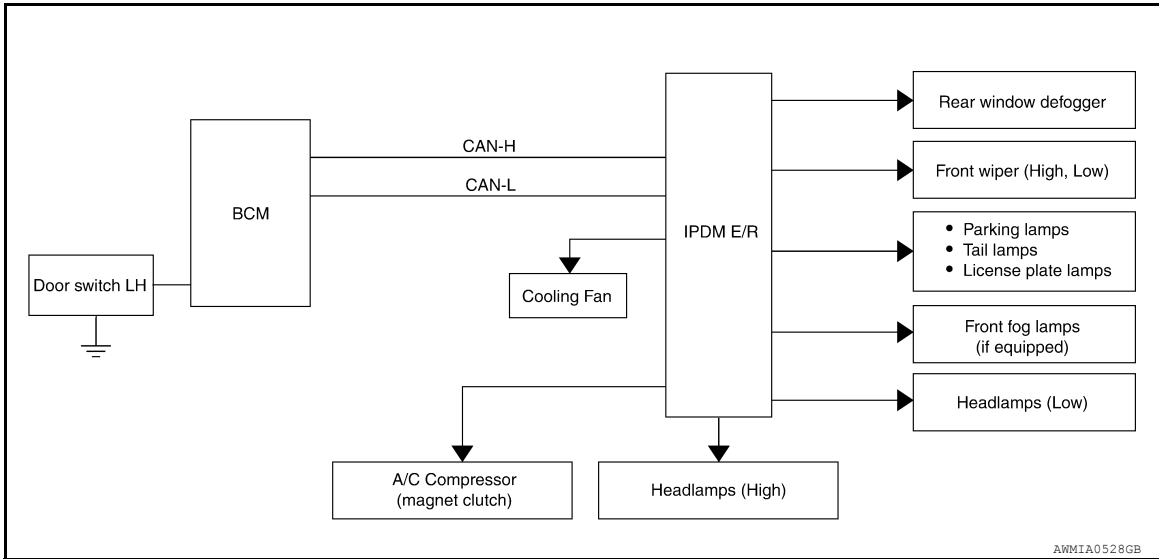 Rear window defogger
CAN-H
Front wiper (High, Low)
CAN-L
BCM
IPDM E/R
• Parking lamps
• Tail lamps
• License plate lamps
Door switch LH
Cooling Fan
Front fog lamps
(if equipped)
Headlamps (Low)
A/C Compressor
(magnet clutch)
Headlamps (High)
AWMIA0528GB